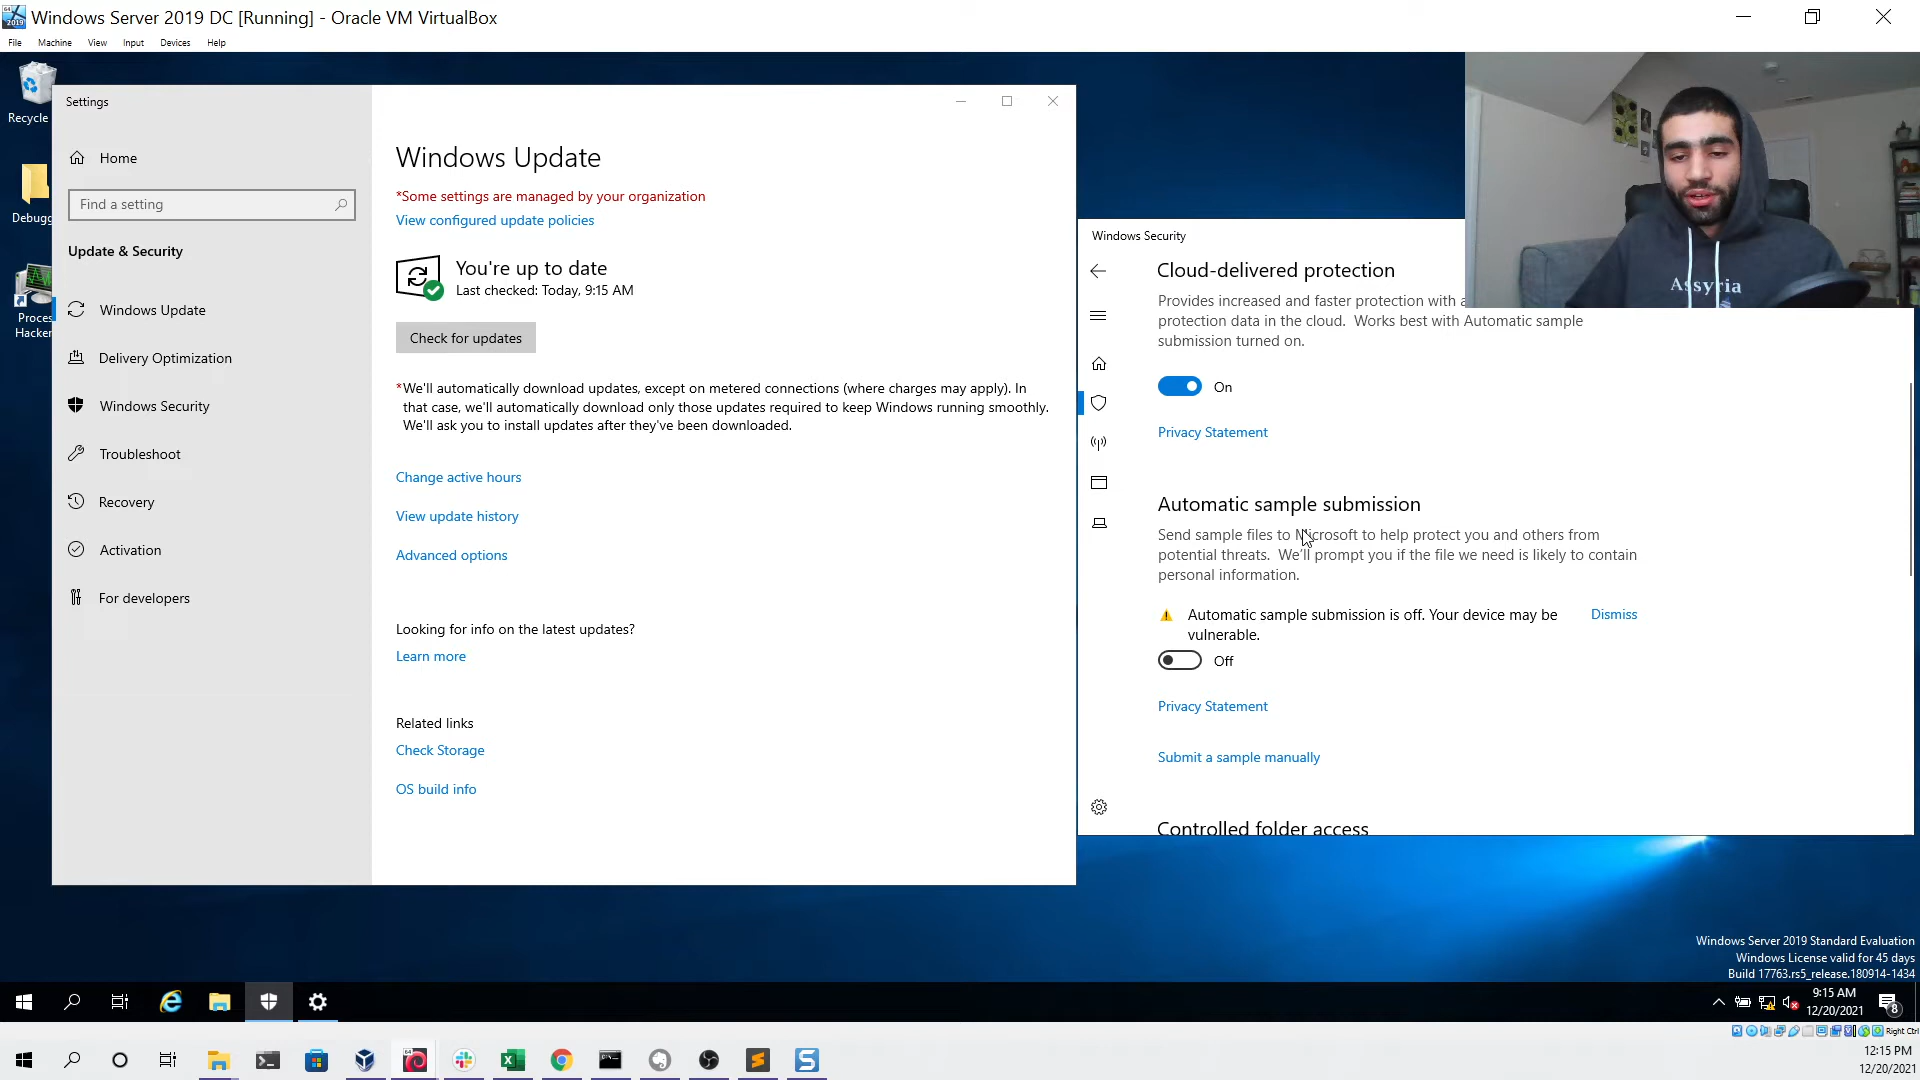 Windows Server 2019 DC [Running] - Oracle VM VirtualBox
File Machine View Input Devices Help
Recycle
Debugg
Proces
Hacker
Settings
Home
Find a setting
Update & Security
Windows Update
Delivery Optimization
Windows Security
Troubleshoot
Recovery
Activation
For developers
Windows Update
*Some settings are managed by your organization
View configured update policies
You're up to date
Last checked: Today, 9:15 AM
Check for updates
*We'll automatically download updates, except on metered connections (where charges may apply). In
that case, we'll automatically download only those updates required to keep Windows running smoothly.
We'll ask you to install updates after they've been downloaded.
Change active hours
View update history
Advanced options
Looking for info on the latest updates?
Learn more
Related links
Check Storage
OS build info
Windows Security
Cloud-delivered protection
Provides increased and faster protection with a
protection data in the cloud. Works best with Automatic sample
submission turned on.
On
Privacy Statement
Automatic sample submission
Send sample files to Microsoft to help protect you and others from
potential threats. We'll prompt you if the file we need is likely to contain
personal information.
Automatic sample submission is off. Your device may be
vulnerable.
Dismiss
Off
Privacy Statement
Submit a sample manually
Controlled folder access
Assyria
Windows Server 2019 Standard Evaluation
Windows License valid for 45 days
Build 17763.rs5_release.180914-1434
9:15 AM
12/20/2021
8
Right Ctrl
12:15 PM
12/20/2021